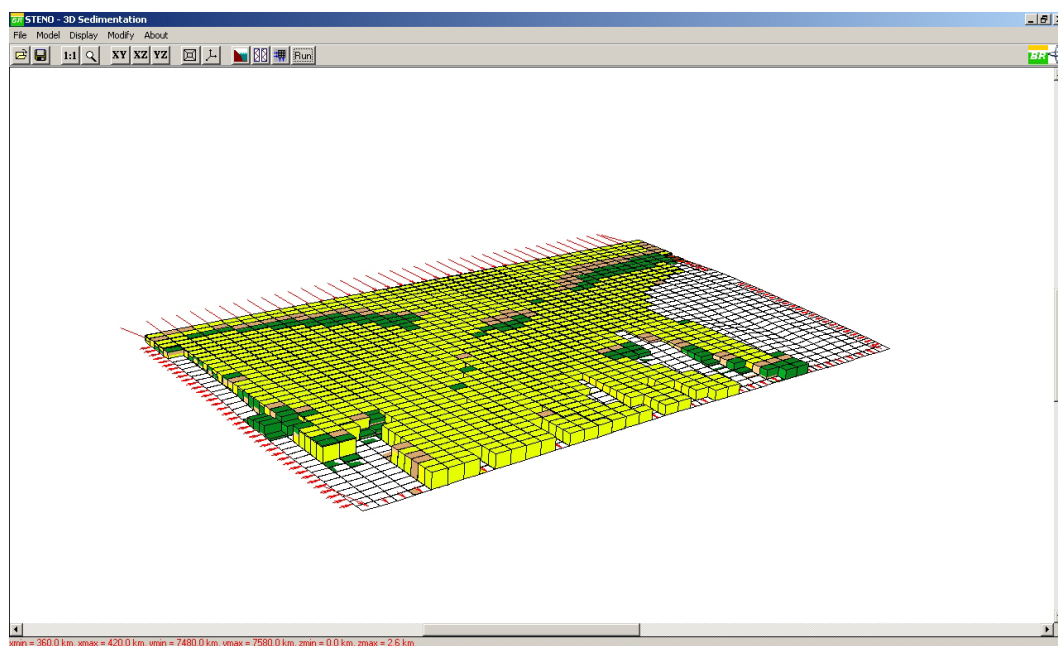 STENO - 3D Sedimentation
File Model Display Modify About
1:1 XY XZ YZ Run
BR
xmin = 360.0 km, xmax = 420.0 km, ymin = 7480.0 km, ymax = 7580.0 km, zmin = 0.0 km, zmax = 2.6 km